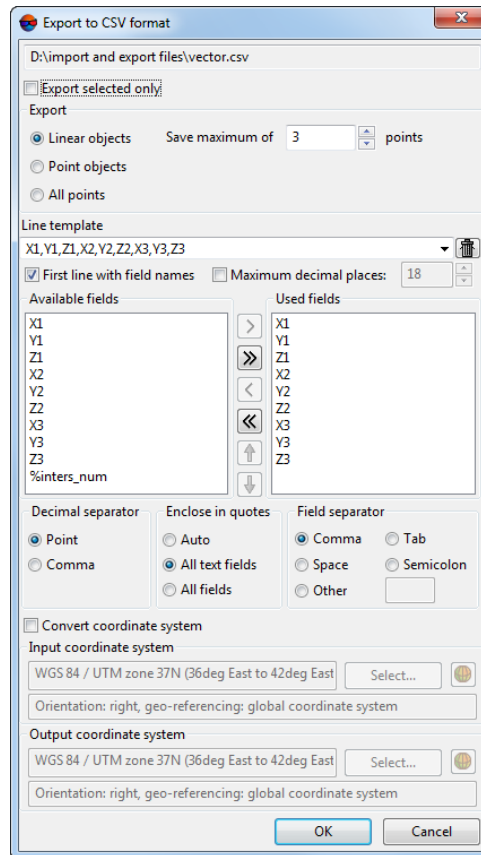 Export to CSV format
D:\import and export files\vector.csv
Export selected only
Export
Linear objects Save maximum of 3 points
Point objects
All points
Line template
X1,Y1,Z1,X2,Y2,Z2,X3,Y3,Z3
First line with field names Maximum decimal places: 18
Available fields Used fields
X1 X1
Y1 Y1
Z1 Z1
X2 X2
Y2 Y2
Z2 Z2
X3 X3
Y3 Y3
Z3 Z3
%inters_num
Decimal separator Enclose in quotes Field separator
Point Auto Comma Tab
Comma All text fields Space Semicolon
All fields Other
Convert coordinate system
Input coordinate system
WGS 84 / UTM zone 37N (36deg East to 42deg East Select...
Orientation: right, geo-referencing: global coordinate system
Output coordinate system
WGS 84 / UTM zone 37N (36deg East to 42deg East Select...
Orientation: right, geo-referencing: global coordinate system
OK Cancel